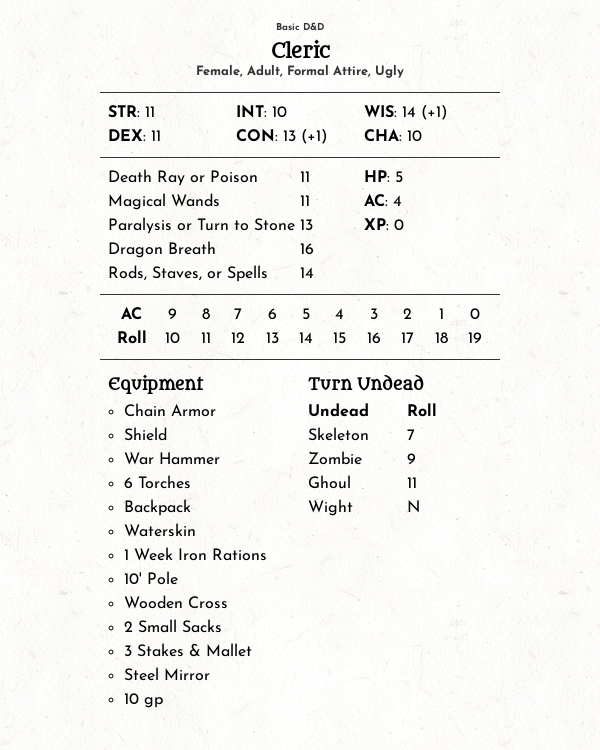 Basic D&D
Cleric
Female, Adult, Formal Attire, Ugly
STR: 11 INT: 10 WIS: 14 (+1)
DEX: 11 CON: 13 (+1) CHA: 10
Death Ray or Poison 11 HP: 5
Magical Wands 11 AC: 4
Paralysis or Turn to Stone 13 XP: 0
Dragon Breath 16
Rods, Staves, or Spells 14
AC 9 8 7 6 5 4 3 2 1 0
Roll 10 11 12 13 14 15 16 17 18 19
Equipment
Chain Armor
Shield
War Hammer
6 Torches
Backpack
Waterskin
1 Week Iron Rations
10' Pole
Wooden Cross
2 Small Sacks
3 Stakes & Mallet
Steel Mirror
10 gp
Turn Undead
Undead Roll
Skeleton 7
Zombie 9
Ghoul 11
Wight N